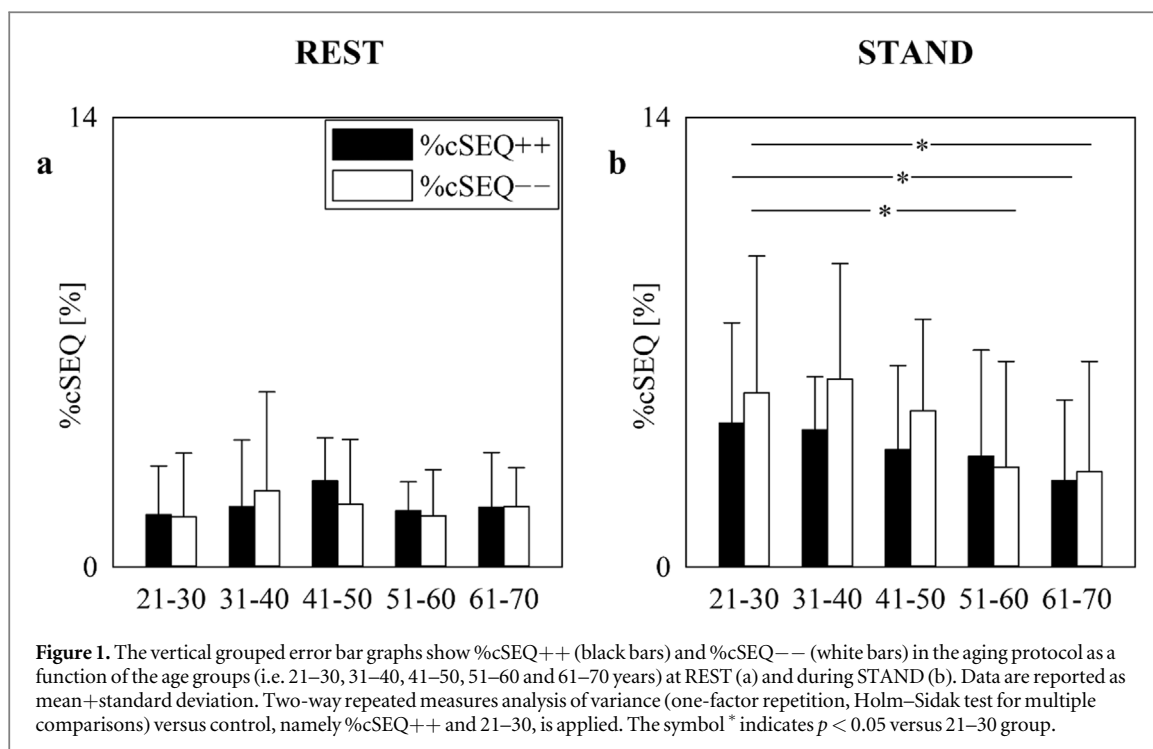 REST
STAND
14
a
%cSEQ++
%cSEQ−−
%cSEQ [%]
0
21-30 31-40 41-50 51-60 61-70
14
b
*
*
*
%cSEQ [%]
0
21-30 31-40 41-50 51-60 61-70
Figure 1. The vertical grouped error bar graphs show %cSEQ++ (black bars) and %cSEQ−− (white bars) in the aging protocol as a
function of the age groups (i.e. 21–30, 31–40, 41–50, 51–60 and 61–70 years) at REST (a) and during STAND (b). Data are reported as
mean+standard deviation. Two-way repeated measures analysis of variance (one-factor repetition, Holm–Sidak test for multiple
comparisons) versus control, namely %cSEQ++ and 21–30, is applied. The symbol * indicates p < 0.05 versus 21–30 group.